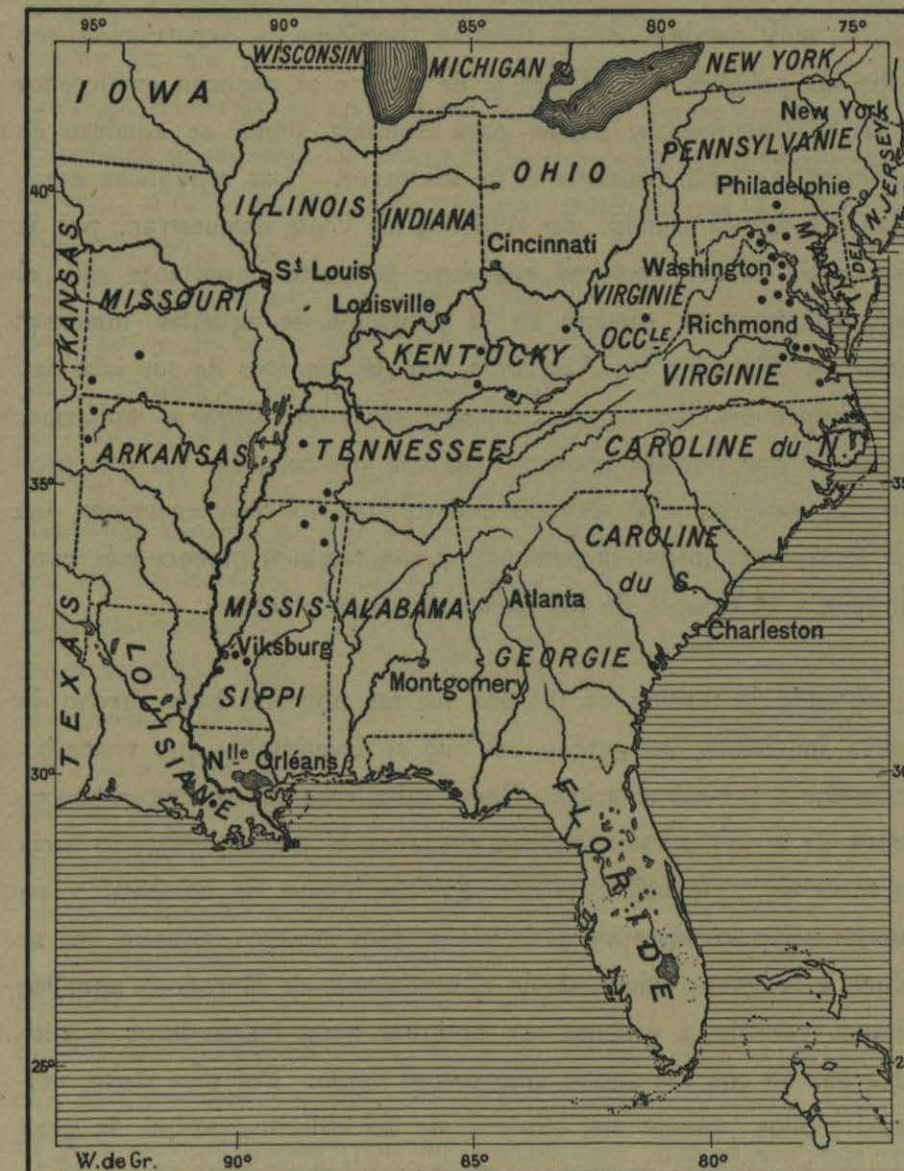 95° 90° 85° 80° 75°
WISCONSIN
MICHIGAN
NEW YORK
IOWA
New York
PENNSYLVANIE
OHIO
N.JERSEY
40°
Philadelphie
ILLINOIS
INDIANA
Cincinnati
MARYLAND
DEL
KANSAS
St Louis
Washington
MISSOURI
Louisville
VIRGINIE
OCCLE
Richmond
KENTUCKY
VIRGINIE
ARKANSAS
TENNESSEE
CAROLINE du N.
35°
CAROLINE
du S.
MISSIS
ALABAMA
Atlanta
TEXAS
Charleston
LOUISIANE
Viksburg
GEORGIE
SIPPI
Montgomery
Nlle Orléans
30°
FLORIDE
25°
W.de Gr. 90° 85° 80°